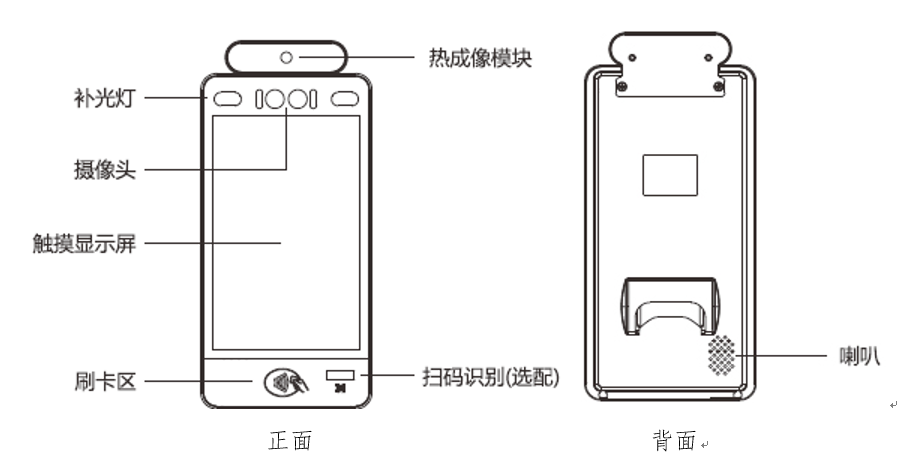 热成像模块
补光灯
摄像头
触摸显示屏
刷卡区
扫码识别(选配)
喇叭
正面
背面